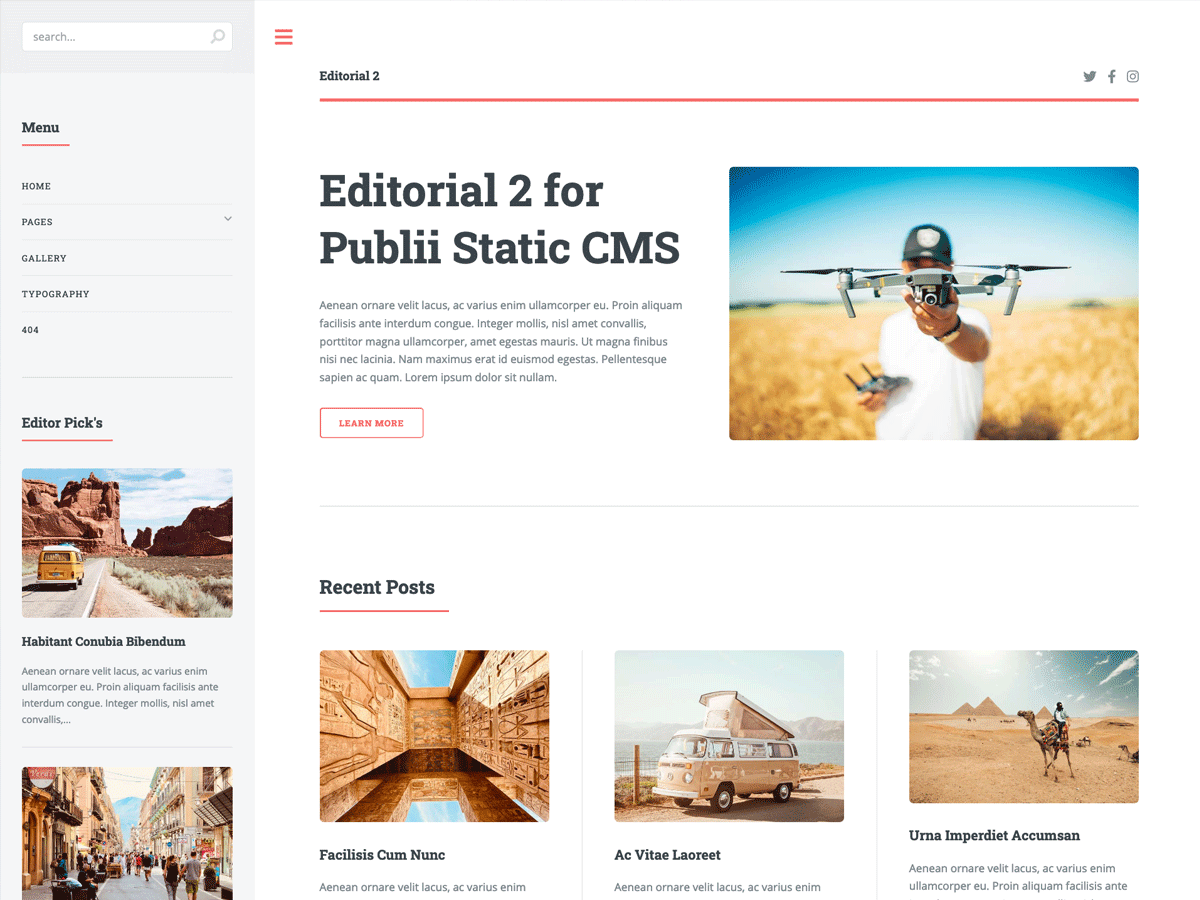 search...
Menu
HOME
PAGES
GALLERY
TYPOGRAPHY
404
Editor Pick's
Habitant Conubia Bibendum
Aenean ornare velit lacus, ac varius enim
ullamcorper eu. Proin aliquam facilisis ante
interdum congue. Integer mollis, nisl amet
convallis,...
Editorial 2
Editorial 2 for
Publii Static CMS
Aenean ornare velit lacus, ac varius enim ullamcorper eu. Proin aliquam
facilisis ante interdum congue. Integer mollis, nisl amet convallis,
porttitor magna ullamcorper, amet egestas mauris. Ut magna finibus
nisi nec lacinia. Nam maximus erat id euismod egestas. Pellentesque
sapien ac quam. Lorem ipsum dolor sit nullam.
LEARN MORE
Recent Posts
Facilisis Cum Nunc
Aenean ornare velit lacus, ac varius enim
Ac Vitae Laoreet
Aenean ornare velit lacus, ac varius enim
Urna Imperdiet Accumsan
Aenean ornare velit lacus, ac varius enim
ullamcorper eu. Proin aliquam facilisis ante